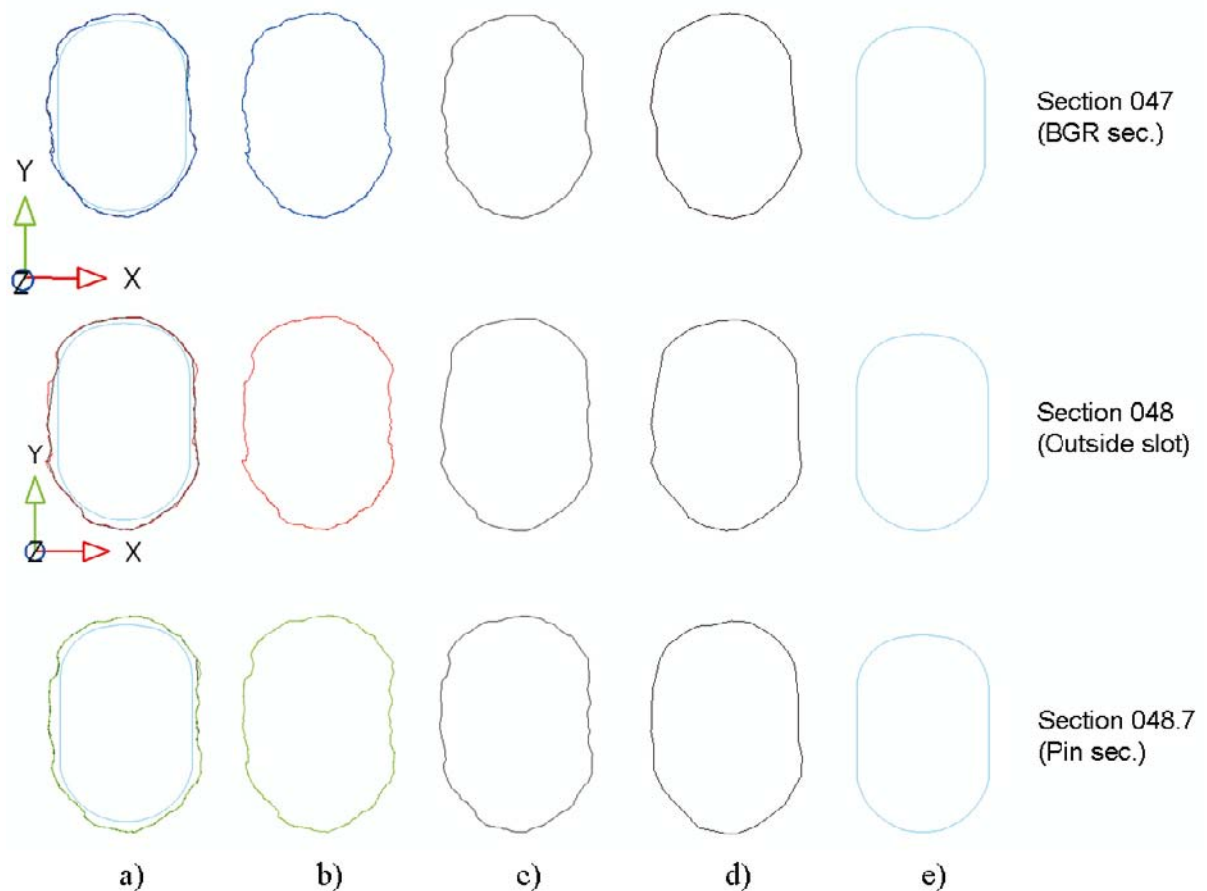 Section 047
(BGR sec.)
Y
Z
X
Section 048
(Outside slot)
Y
Z
X
Section 048.7
(Pin sec.)
a)
b)
c)
d)
e)